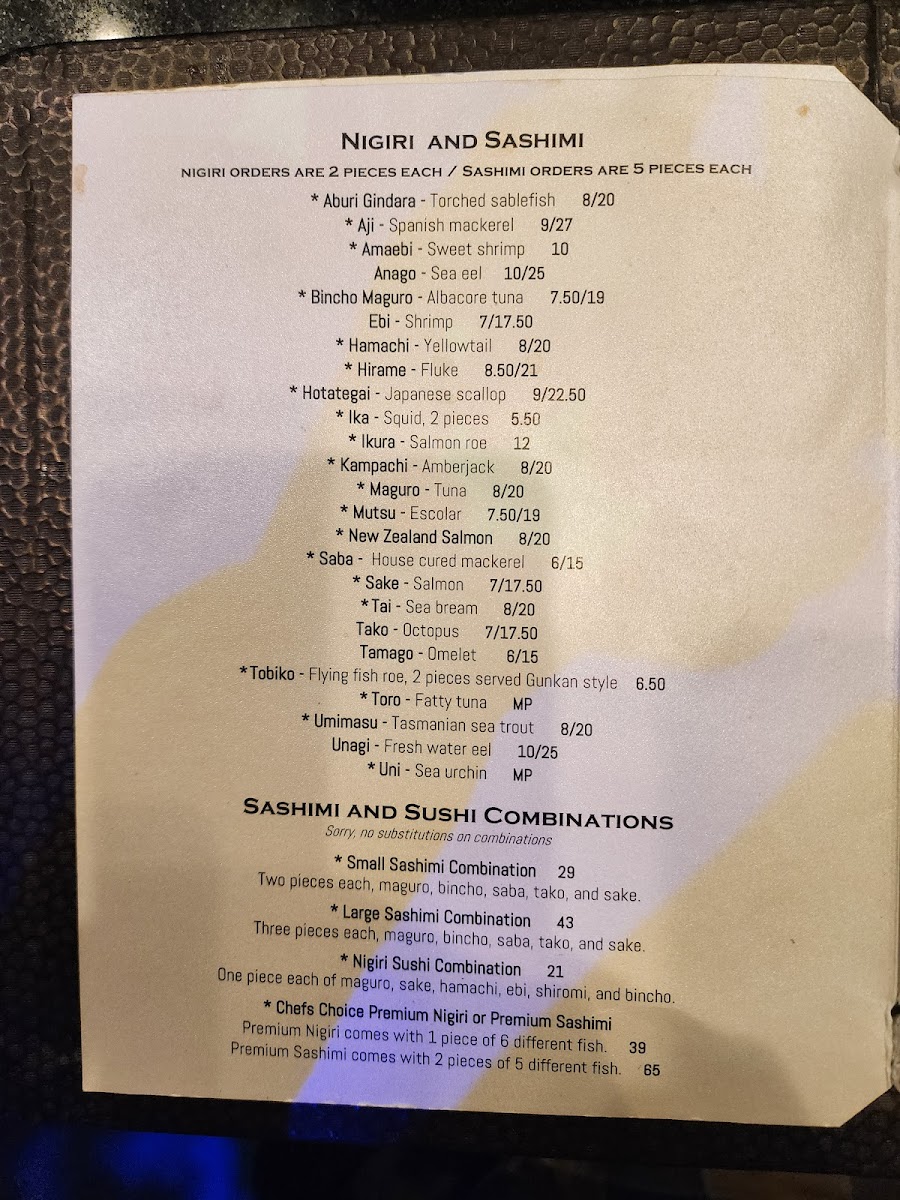 NIGIRI AND SASHIMI
NIGIRI ORDERS ARE 2 PIECES EACH / SASHIMI ORDERS ARE 5 PIECES EACH
* Aburi Gindara - Torched sablefish 8/20
* Aji - Spanish mackerel 9/27
* Amaebi - Sweet shrimp 10
Anago - Sea eel 10/25
* Bincho Maguro - Albacore tuna 7.50/19
Ebi - Shrimp 7/17.50
* Hamachi - Yellowtail 8/20
* Hirame - Fluke 8.50/21
* Hotategai - Japanese scallop 9/22.50
* Ika - Squid, 2 pieces 5.50
* Ikura - Salmon roe 12
* Kampachi - Amberjack 8/20
* Maguro - Tuna 8/20
* Mutsu - Escolar 7.50/19
* New Zealand Salmon 8/20
* Saba - House cured mackerel 6/15
* Sake - Salmon 7/17.50
* Tai - Sea bream 8/20
Tako - Octopus 7/17.50
Tamago - Omelet 6/15
* Tobiko - Flying fish roe, 2 pieces served Gunkan style 6.50
* Toro - Fatty tuna MP
* Umimasu - Tasmanian sea trout 8/20
Unagi - Fresh water eel 10/25
* Uni - Sea urchin MP
SASHIMI AND SUSHI COMBINATIONS
Sorry, no substitutions on combinations
* Small Sashimi Combination 29
Two pieces each, maguro, bincho, saba, tako, and sake.
* Large Sashimi Combination 43
Three pieces each, maguro, bincho, saba, tako, and sake.
* Nigiri Sushi Combination 21
One piece each of maguro, sake, hamachi, ebi, shiromi, and bincho.
* Chefs Choice Premium Nigiri or Premium Sashimi
Premium Nigiri comes with 1 piece of 6 different fish. 39
Premium Sashimi comes with 2 pieces of 5 different fish. 65